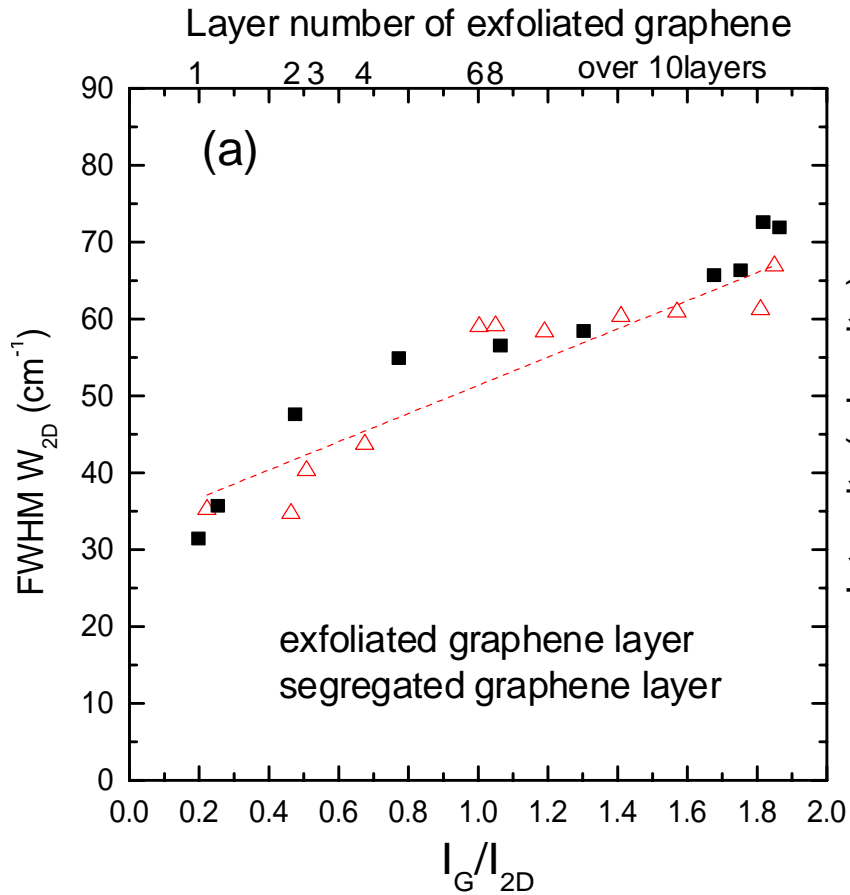 Layer number of exfoliated graphene
1 2 3 4 6 8 over 10layers
(a)
90
80
70
60
50
40
30
20
10
0
FWHM W2D (cm-1)
exfoliated graphene layer
segregated graphene layer
0.0 0.2 0.4 0.6 0.8 1.0 1.2 1.4 1.6 1.8 2.0
IG/I2D